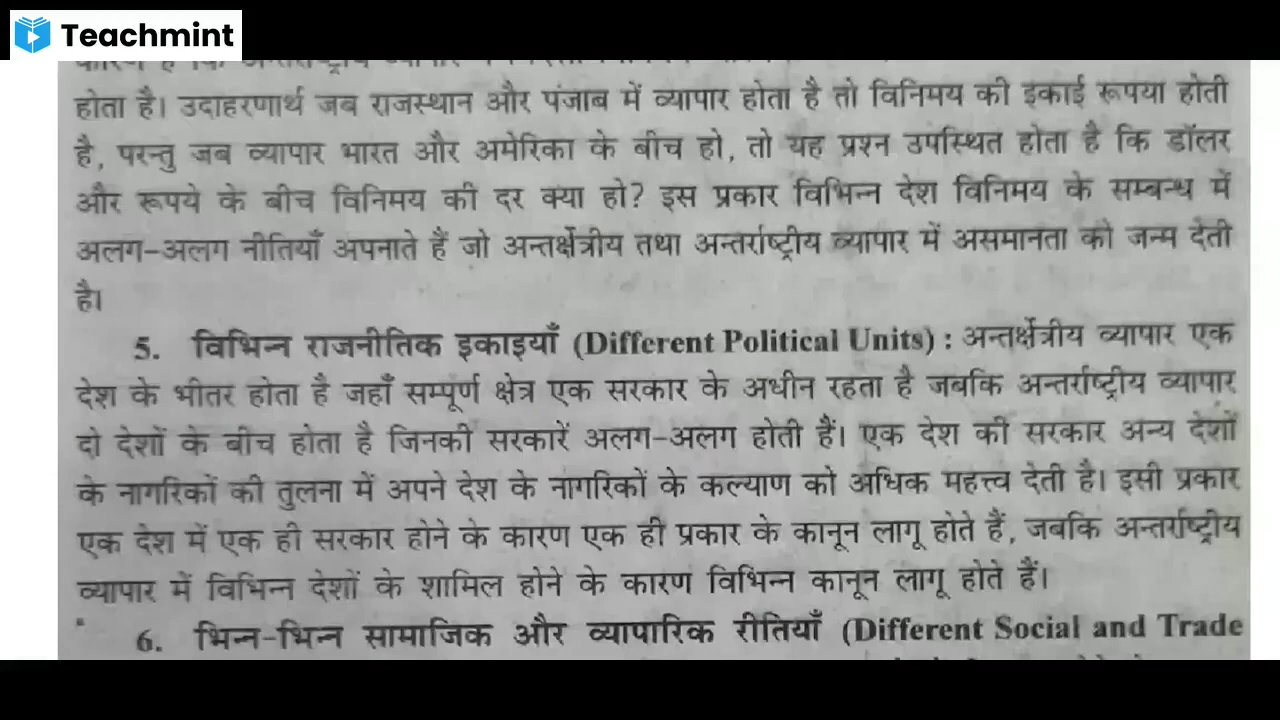 Teachmint
होता है। उदाहरणार्थ जब राजस्थान और पंजाब में व्यापार होता है तो विनिमय की इकाई रूपया होती
है, परन्तु जब व्यापार भारत और अमेरिका के बीच हो, तो यह प्रश्न उपस्थित होता है कि डॉलर
और रूपये के बीच विनिमय की दर क्या हो? इस प्रकार विभिन्न देश विनिमय के सम्बन्ध में
अलग-अलग नीतियाँ अपनाते हैं जो अन्तर्क्षेत्रीय तथा अन्तर्राष्ट्रीय व्यापार में असमानता को जन्म देती
है।
5. विभिन्न राजनीतिक इकाइयाँ (Different Political Units) : अन्तर्क्षेत्रीय व्यापार एक
देश के भीतर होता है जहाँ सम्पूर्ण क्षेत्र एक सरकार के अधीन रहता है जबकि अन्तर्राष्ट्रीय व्यापार
दो देशों के बीच होता है जिनकी सरकारें अलग-अलग होती हैं। एक देश की सरकार अन्य देशों
के नागरिकों की तुलना में अपने देश के नागरिकों के कल्याण को अधिक महत्त्व देती है। इसी प्रकार
एक देश में एक ही सरकार होने के कारण एक ही प्रकार के कानून लागू होते हैं, जबकि अन्तर्राष्ट्रीय
व्यापार में विभिन्न देशों के शामिल होने के कारण विभिन्न कानून लागू होते हैं।
6. भिन्न-भिन्न सामाजिक और व्यापारिक रीतियाँ (Different Social and Trade